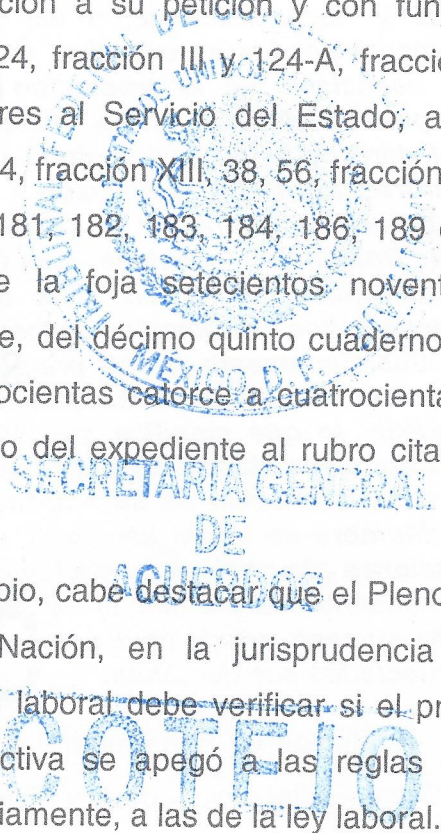 ción a su petición y con fun
24, fracción III y 124-A, fracci
res al Servicio del Estado, a
4, fracción XIII, 38, 56, fracción
181, 182, 183, 184, 186, 189
e la foja setecientos novent
e, del décimo quinto cuaderno
ocientas catorce a cuatrocienta
o del expediente al rubro cita
SECRETARIA GENERAL
DE
ACUERDOS
pio, cabe destacar que el Pleno
Nación, en la jurisprudencia
laboral debe verificar si el pr
COTEJO
ctiva se apegó a las reglas
iamente, a las de la ley laboral.
UNIDOS
MÉXICO, D. F.